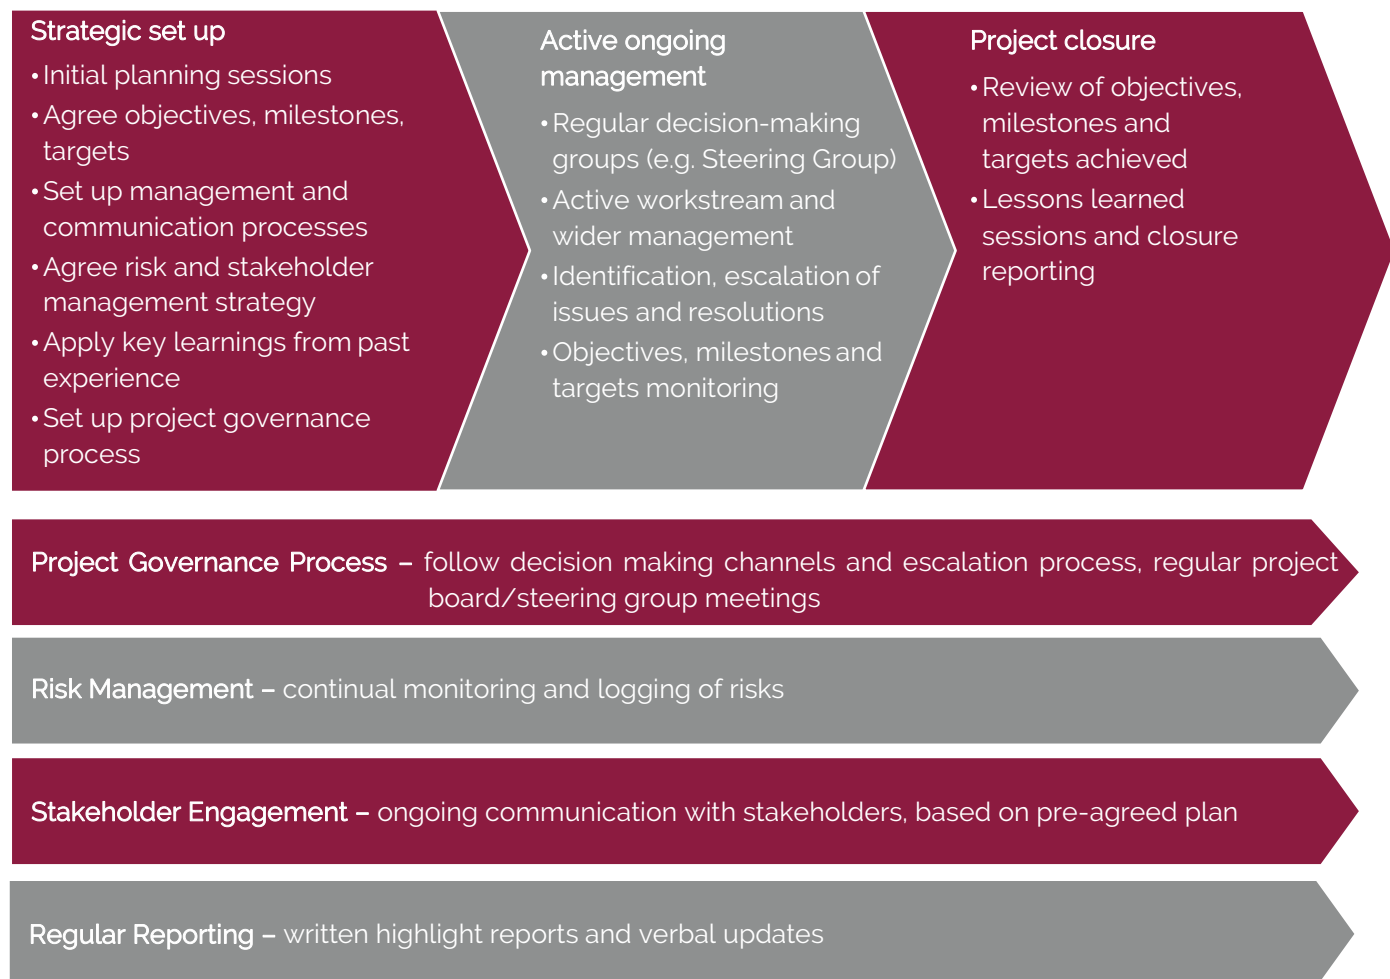 Strategic set up
• Initial planning sessions
• Agree objectives, milestones,
targets
• Set up management and
communication processes
• Agree risk and stakeholder
management strategy
• Apply key learnings from past
experience
• Set up project governance
process
Active ongoing
management
• Regular decision-making
groups (e.g. Steering Group)
• Active workstream and
wider management
• Identification, escalation of
issues and resolutions
• Objectives, milestones and
targets monitoring
Project closure
• Review of objectives,
milestones and
targets achieved
• Lessons learned
sessions and closure
reporting
Project Governance Process – follow decision making channels and escalation process, regular project
board/steering group meetings
Risk Management – continual monitoring and logging of risks
Stakeholder Engagement – ongoing communication with stakeholders, based on pre-agreed plan
Regular Reporting – written highlight reports and verbal updates